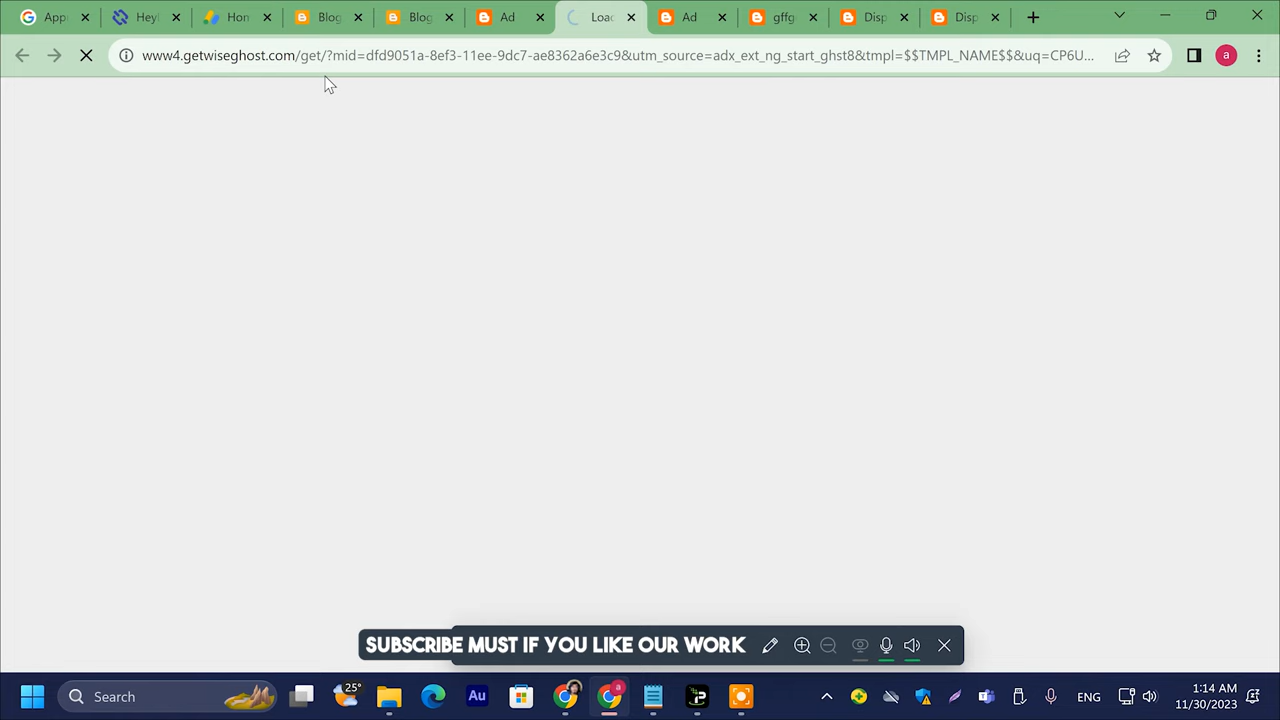 App
Hey
Hon
Blog
Blog
Ad
Loac
Ad
gffg
Disp
Disp
www4.getwiseghost.com/get/?mid=dfd9051a-8ef3-11ee-9dc7-ae8362a6e3c9&utm_source=adx_ext_ng_start_ghst8&tmpl=$$TMPL_NAME$$&uq=CP6U...
a
SUBSCRIBE MUST IF YOU LIKE OUR WORK
Search
25°
Au
a
ENG
1:14 AM
11/30/2023